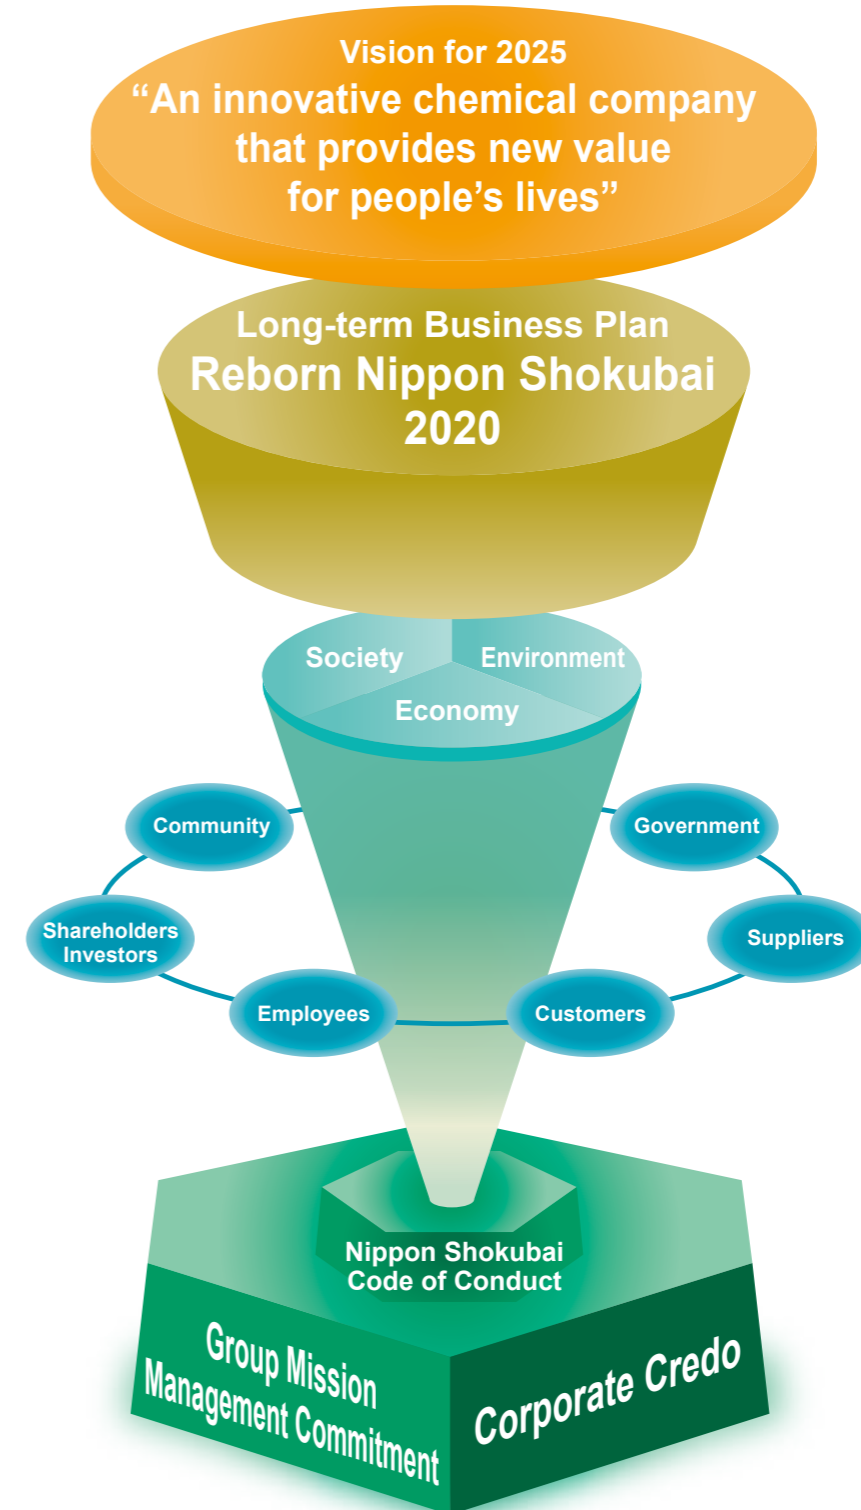 Vision for 2025
“An innovative chemical company
that provides new value
for people’s lives”
Long-term Business Plan
Reborn Nippon Shokubai
2020
Society
Environment
Economy
Community
Government
Shareholders
Investors
Suppliers
Employees
Customers
Nippon Shokubai
Code of Conduct
Group Mission
Management Commitment
Corporate Credo